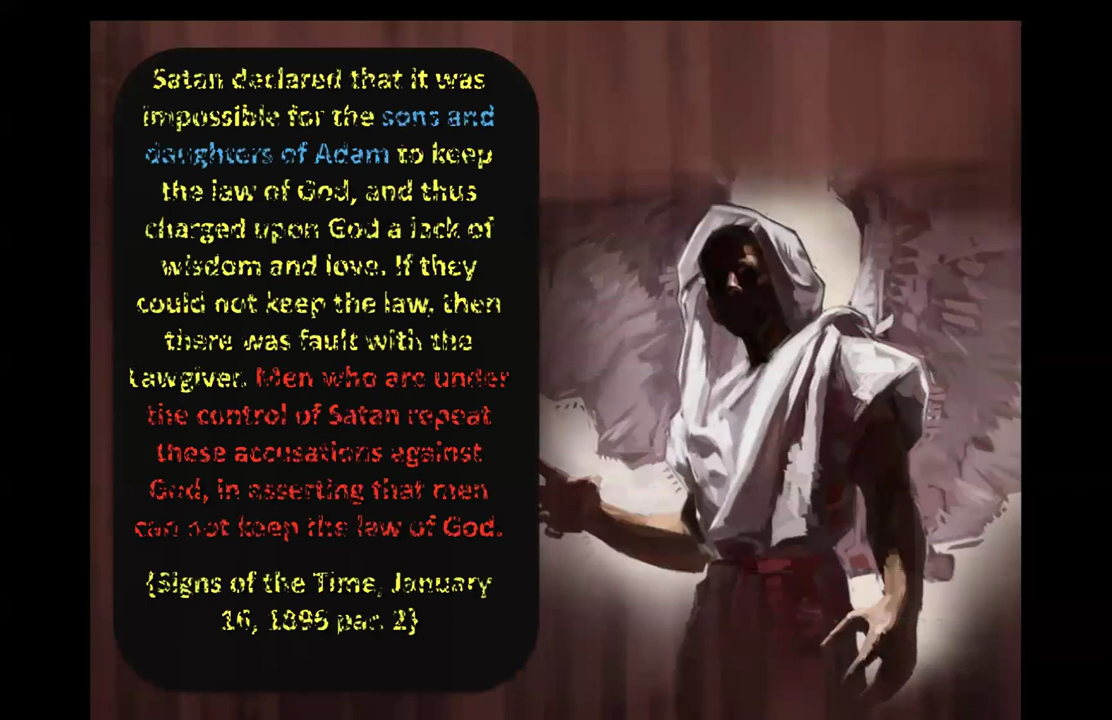 Satan declared that it was
impossible for the sons and
daughters of Adam to keep
the law of God, and thus
charged upon God a lack of
wisdom and love. If they
could not keep the law, then
there was fault with the
Lawgiver. Men who are under
the control of Satan repeat
these accusations against
God, in asserting that men
can not keep the law of God.
{Signs of the Time, January
16, 1896 par. 2}